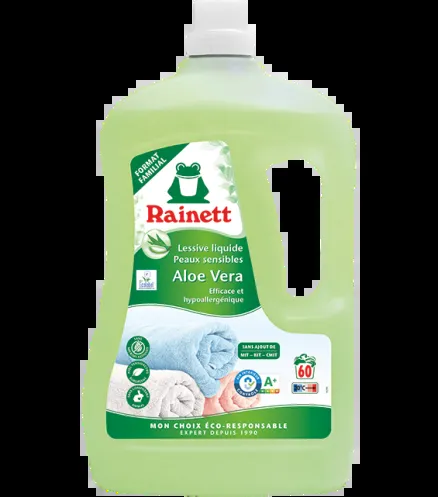 FORMAT
FAMILIAL
Rainett
Lessive liquide
Peaux sensibles
Aloe Vera
Efficace et
hypoallergénique
SANS AJOUT DE
MIT - BIT - CMIT
60
A+
MON CHOIX ÉCO-RESPONSABLE
EXPERT DEPUIS 1990